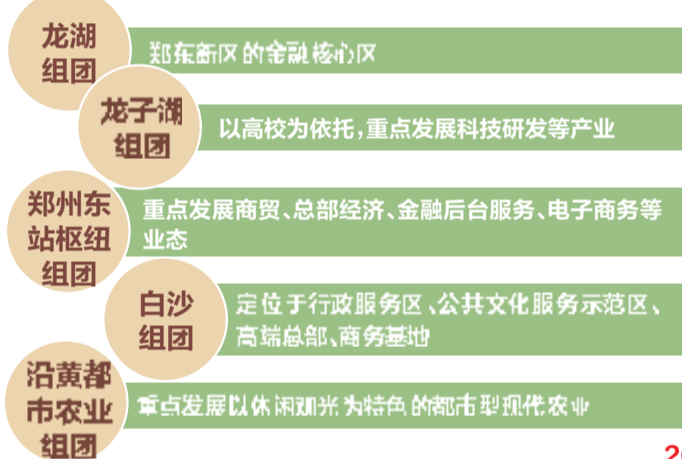 龙湖
组团
郑东新区的金融核心区
龙子湖
组团
以高校为依托,重点发展科技研发等产业
郑州东
站枢纽
组团
重点发展商贸、总部经济、金融后台服务、电子商务等
业态
白沙
组团
定位于行政服务区、公共文化服务示范区、
高端总部、商务基地
沿黄都
市农业
组团
重点发展以休闲观光为特色的都市型现代农业